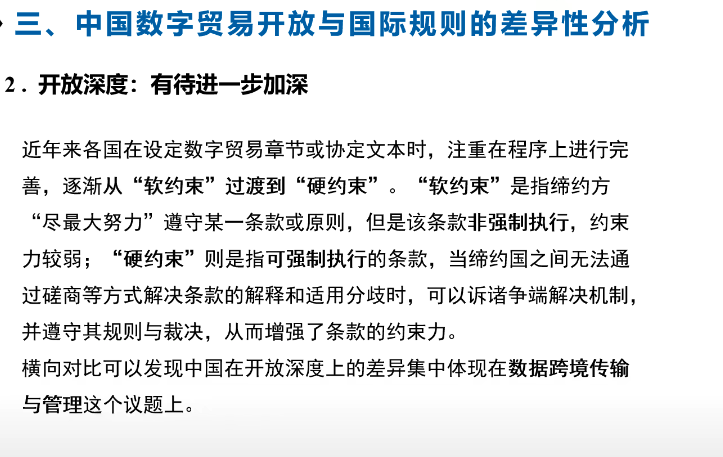 三、中国数字贸易开放与国际规则的差异性分析
2．开放深度：有待进一步加深
近年来各国在设定数字贸易章节或协定文本时，注重在程序上进行完
善，逐渐从“软约束”过渡到“硬约束”。“软约束”是指缔约方
“尽最大努力”遵守某一条款或原则，但是该条款非强制执行，约束
力较弱；“硬约束”则是指可强制执行的条款，当缔约国之间无法通
过磋商等方式解决条款的解释和适用分歧时，可以诉诸争端解决机制，
并遵守其规则与裁决，从而增强了条款的约束力。
横向对比可以发现中国在开放深度上的差异集中体现在数据跨境传输
与管理这个议题上。